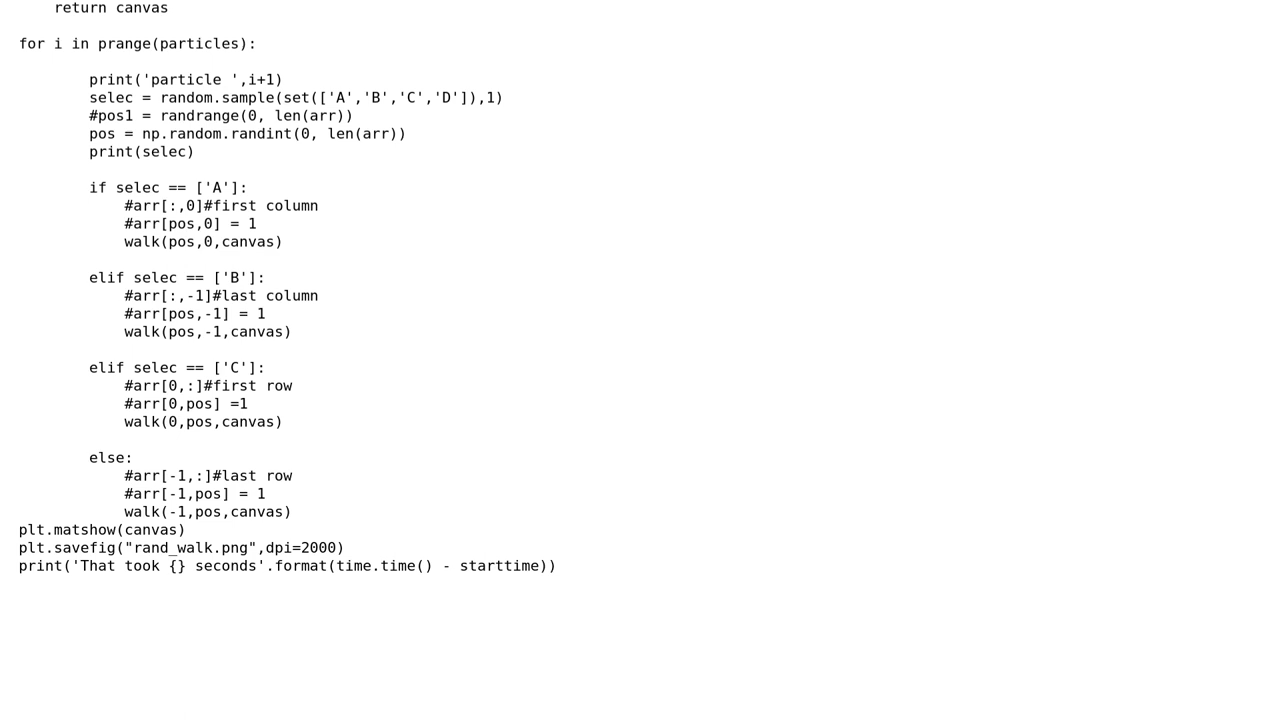 return canvas

for i in prange(particles):

        print('particle ',i+1)
        selec = random.sample(set(['A','B','C','D']),1)
        #pos1 = randrange(0, len(arr))
        pos = np.random.randint(0, len(arr))
        print(selec)

        if selec == ['A']:
            #arr[:,0]#first column
            #arr[pos,0] = 1
            walk(pos,0,canvas)

        elif selec == ['B']:
            #arr[:,-1]#last column
            #arr[pos,-1] = 1
            walk(pos,-1,canvas)

        elif selec == ['C']:
            #arr[0,:]#first row
            #arr[0,pos] =1
            walk(0,pos,canvas)

        else:
            #arr[-1,:]#last row
            #arr[-1,pos] = 1
            walk(-1,pos,canvas)
plt.matshow(canvas)
plt.savefig("rand_walk.png",dpi=2000)
print('That took {} seconds'.format(time.time() - starttime))